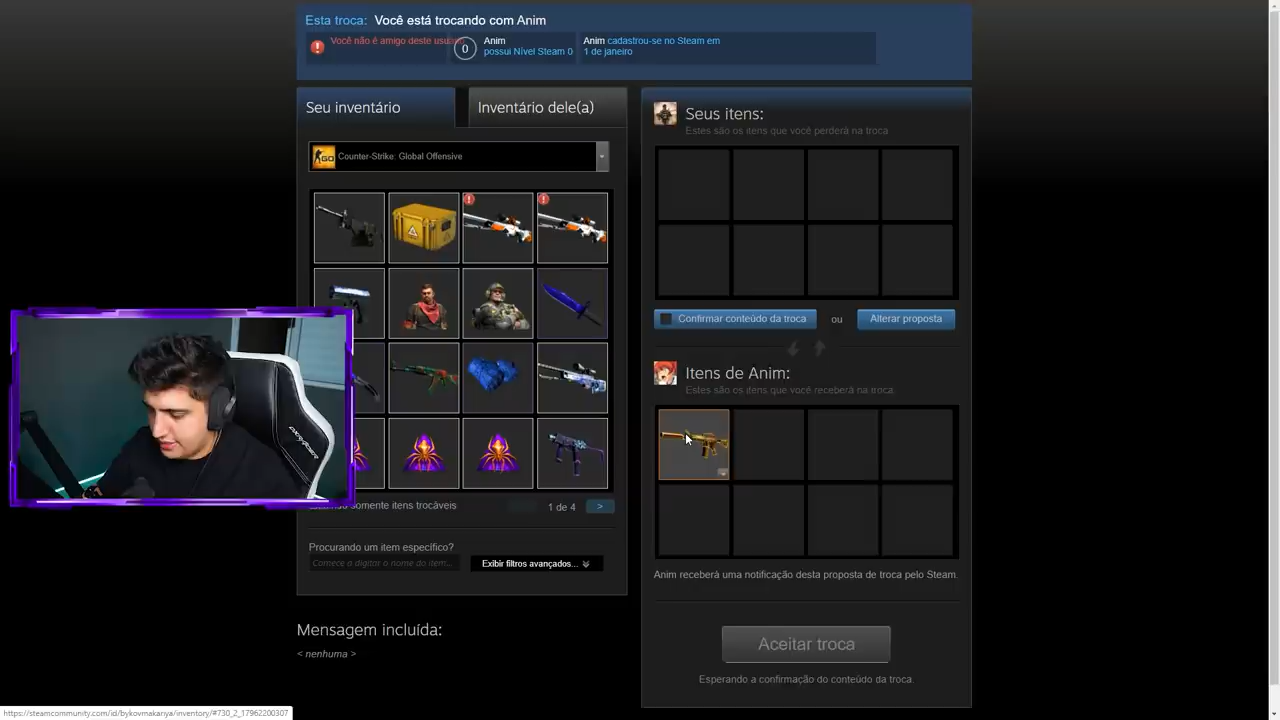 Esta troca: Você está trocando com Anim
Você não é amigo deste
0
Anim
possui Nível Steam 0
Anim cadastrou-se no Steam em
1 de janeiro
Seu inventário
Inventário dele(a)
Counter-Strike: Global Offensive
somente itens trocáveis
1 de 4
>
Procurando um item específico?
Comece a digitar o nome do item...
Exibir filtros avançados...
Mensagem incluída:
< nenhuma >
Seus itens:
Estes são os itens que você perderá na troca
Confirmar conteúdo da troca
ou
Alterar proposta
Itens de Anim:
Estes são os itens que você receberá na troca.
Anim receberá uma notificação desta proposta de troca pelo Steam.
Aceitar troca
Esperando a confirmação do conteúdo da troca.
https://steamcommunity.com/id/bykovmakariya/inventory/#730_2_17962200307